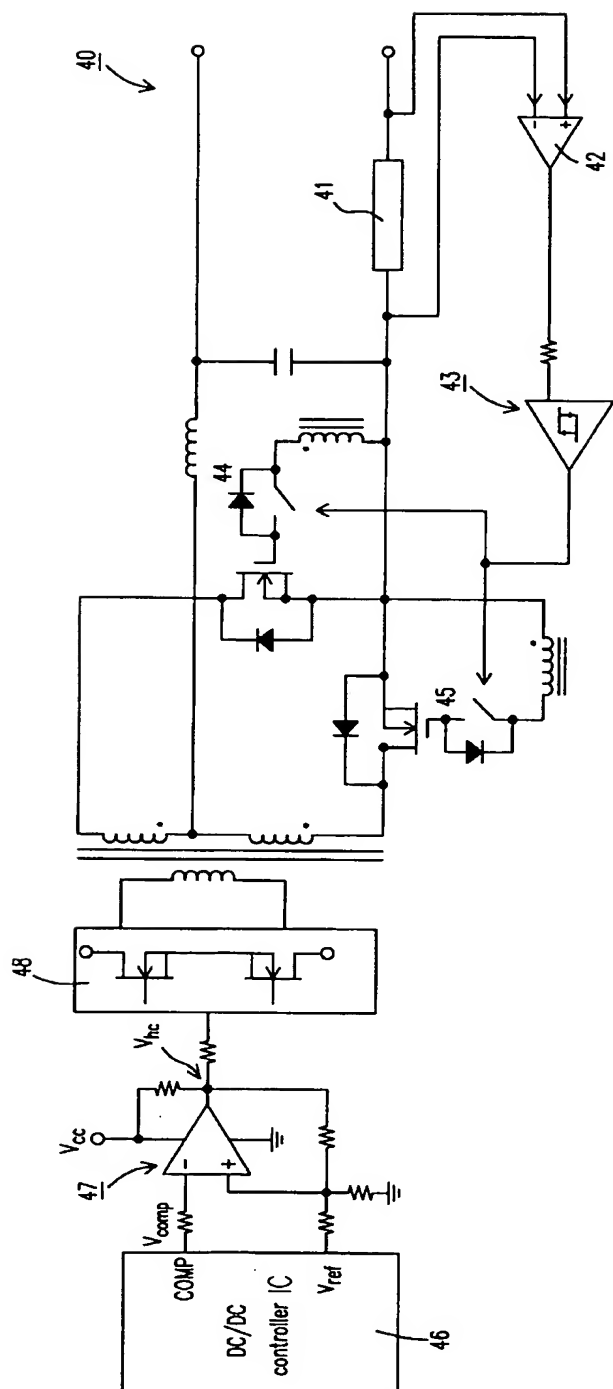 40
41
42
43
44
45
48
V_hc
V_cc
47
V_comp
COMP
DC/DC
controller IC
V_ref
46
-
+
-
+